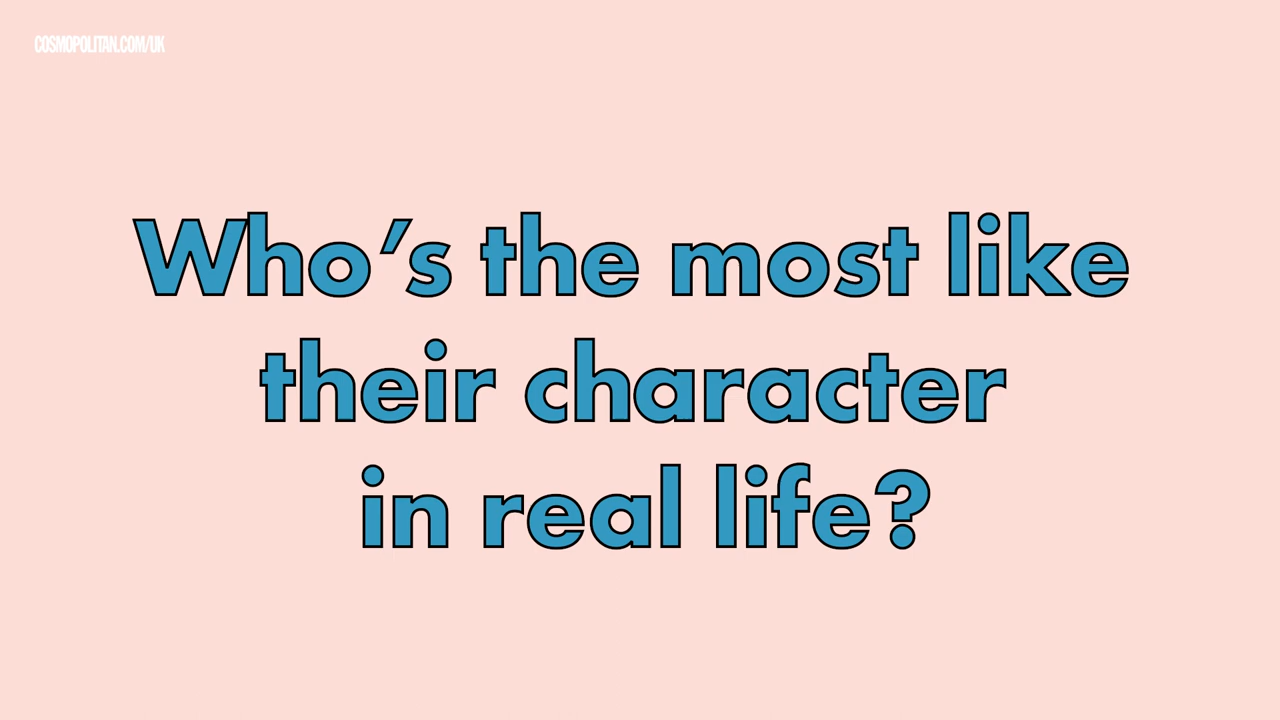 COSMOPOLITAN.COM/UK
Who's the most like
their character
in real life?